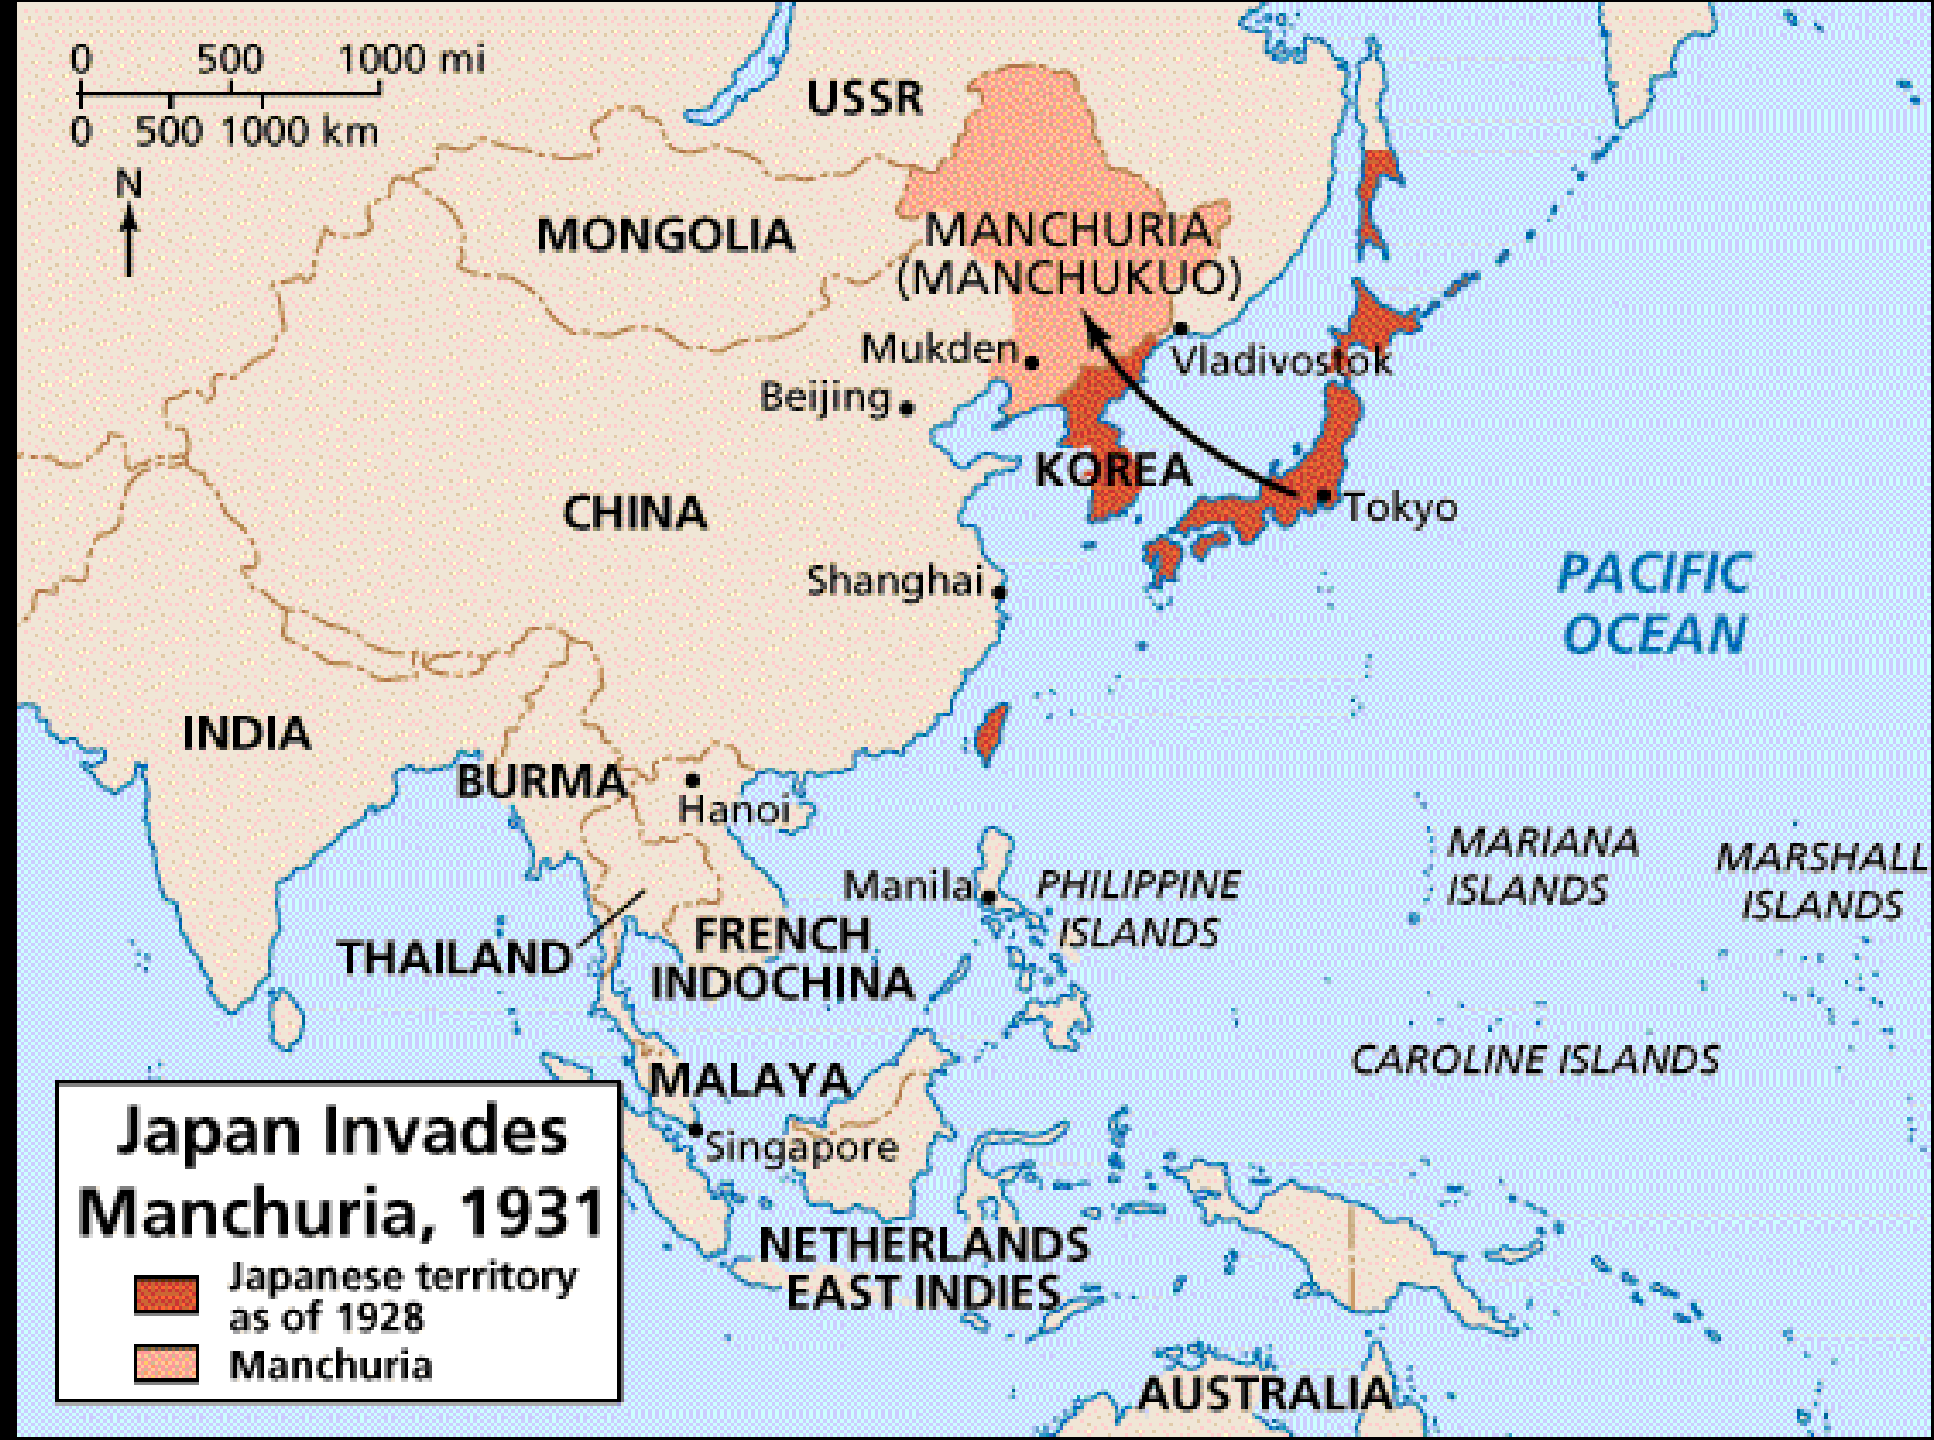 0 500 1000 mi
0 500 1000 km
N
USSR
MONGOLIA
MANCHURIA
(MANCHUKUO)
Mukden
Vladivostok
Beijing
KOREA
CHINA
Tokyo
Shanghai
PACIFIC
OCEAN
INDIA
BURMA
Hanoi
MARIANA
ISLANDS
MARSHALL
ISLANDS
Manila
PHILIPPINE
ISLANDS
THAILAND
FRENCH
INDOCHINA
CAROLINE ISLANDS
MALAYA
Singapore
NETHERLANDS
EAST INDIES
AUSTRALIA
Japan Invades
Manchuria, 1931
Japanese territory
as of 1928
Manchuria